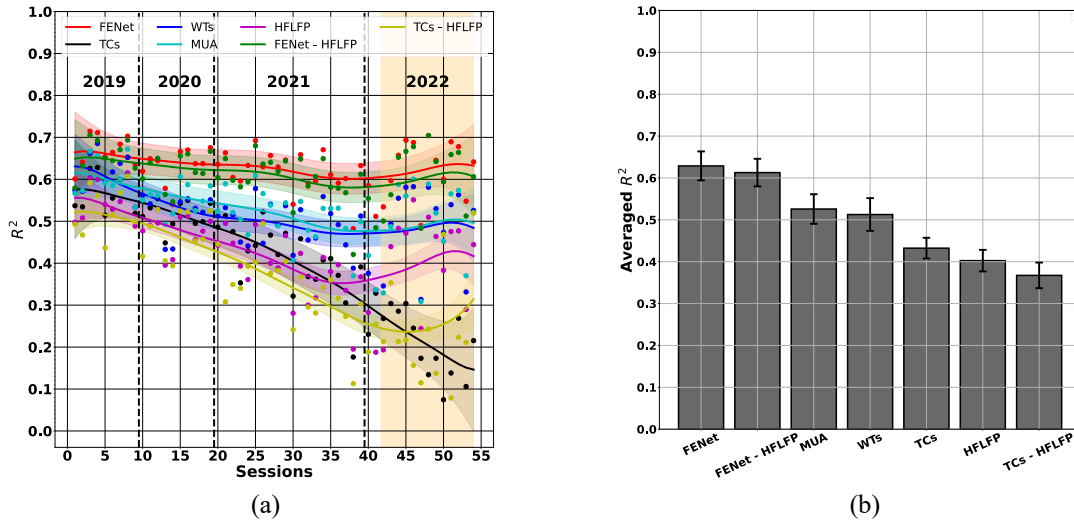 FENet
TCs
WTs
MUA
HFLFP
FENet - HFLFP
TCs - HFLFP
2019
2020
2021
2022
1.0
0.9
0.8
0.7
0.6
0.5
0.4
0.3
0.2
0.1
0.0
R²
0 5 10 15 20 25 30 35 40 45 50 55
Sessions
(a)
1.0
0.9
0.8
0.7
0.6
0.5
0.4
0.3
0.2
0.1
0.0
Averaged R²
FENet
FENet - HFLFP
MUA
WTs
TCs
HFLFP
TCs - HFLFP
(b)